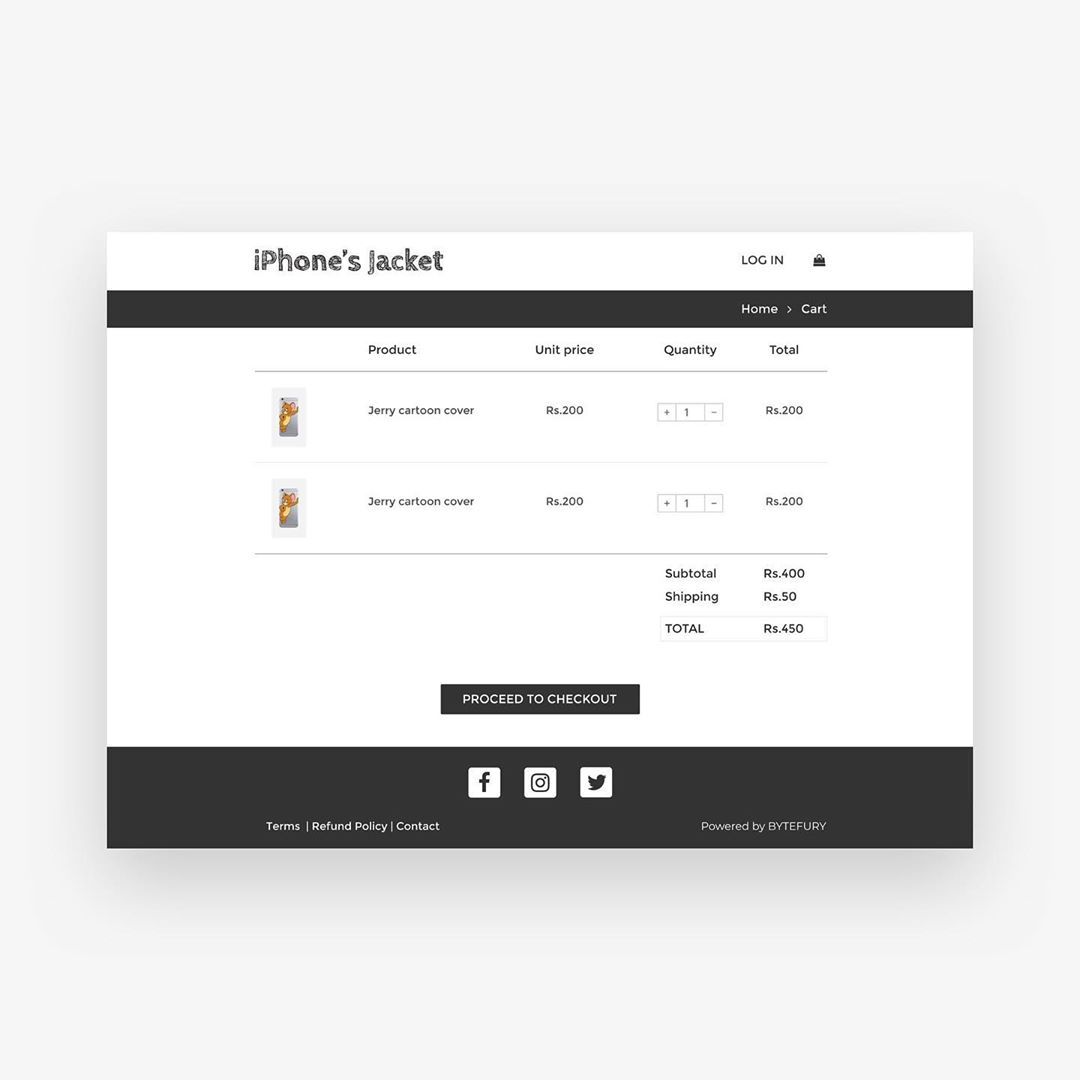 iPhone's Jacket
LOG IN
Home > Cart
Product Unit price Quantity Total
Jerry cartoon cover Rs.200 + 1 − Rs.200
Jerry cartoon cover Rs.200 + 1 − Rs.200
Subtotal Rs.400
Shipping Rs.50
TOTAL Rs.450
PROCEED TO CHECKOUT
Terms | Refund Policy | Contact Powered by BYTEFURY